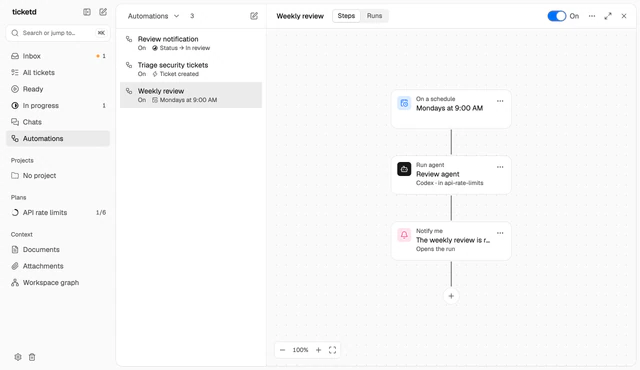 ticketd
Search or jump to...
⌘K
Inbox
1
All tickets
Ready
In progress
1
Chats
Automations
Projects
No project
Plans
API rate limits
1/6
Context
Documents
Attachments
Workspace graph
Automations
3
Review notification
On Status → In review
Triage security tickets
On Ticket created
Weekly review
On Mondays at 9:00 AM
Weekly review
Steps
Runs
On
On a schedule
Mondays at 9:00 AM
Run agent
Review agent
Codex · in api-rate-limits
Notify me
The weekly review is r...
Opens the run
100%